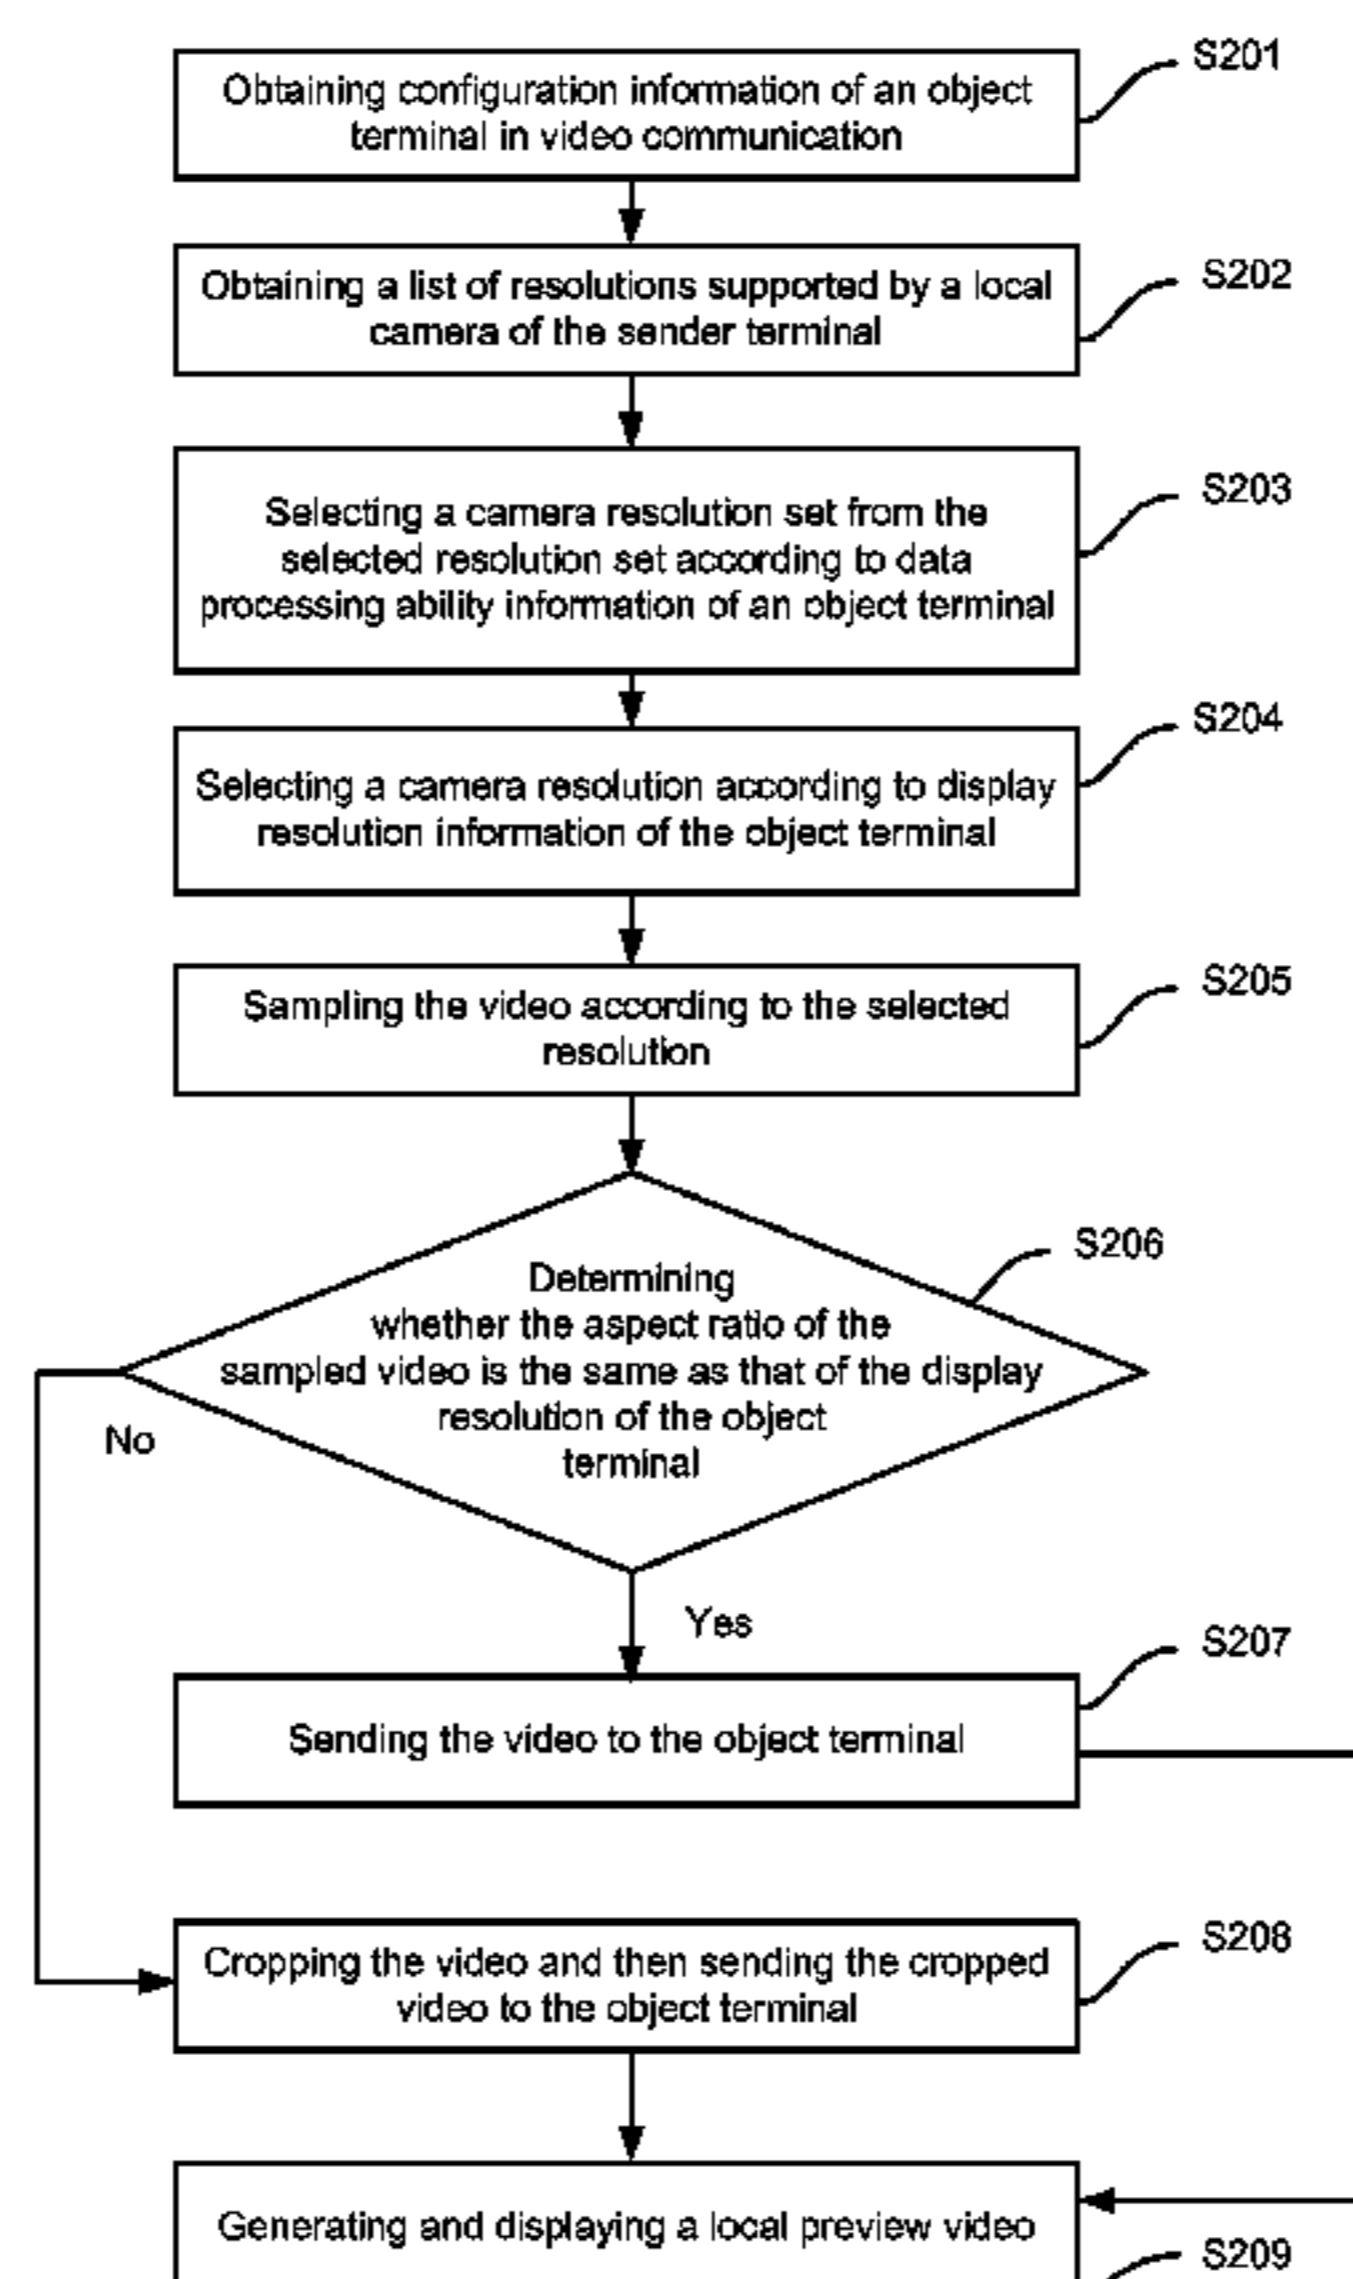 S201
Obtaining configuration information of an object
terminal in video communication
S202
Obtaining a list of resolutions supported by a local
camera of the sender terminal
S203
Selecting a camera resolution set from the
selected resolution set according to data
processing ability information of an object terminal
S204
Selecting a camera resolution according to display
resolution information of the object terminal
S205
Sampling the video according to the selected
resolution
S206
Determining
whether the aspect ratio of the
sampled video is the same as that of the display
resolution of the object
terminal
No
Yes
S207
Sending the video to the object terminal
S208
Cropping the video and then sending the cropped
video to the object terminal
Generating and displaying a local preview video
S209